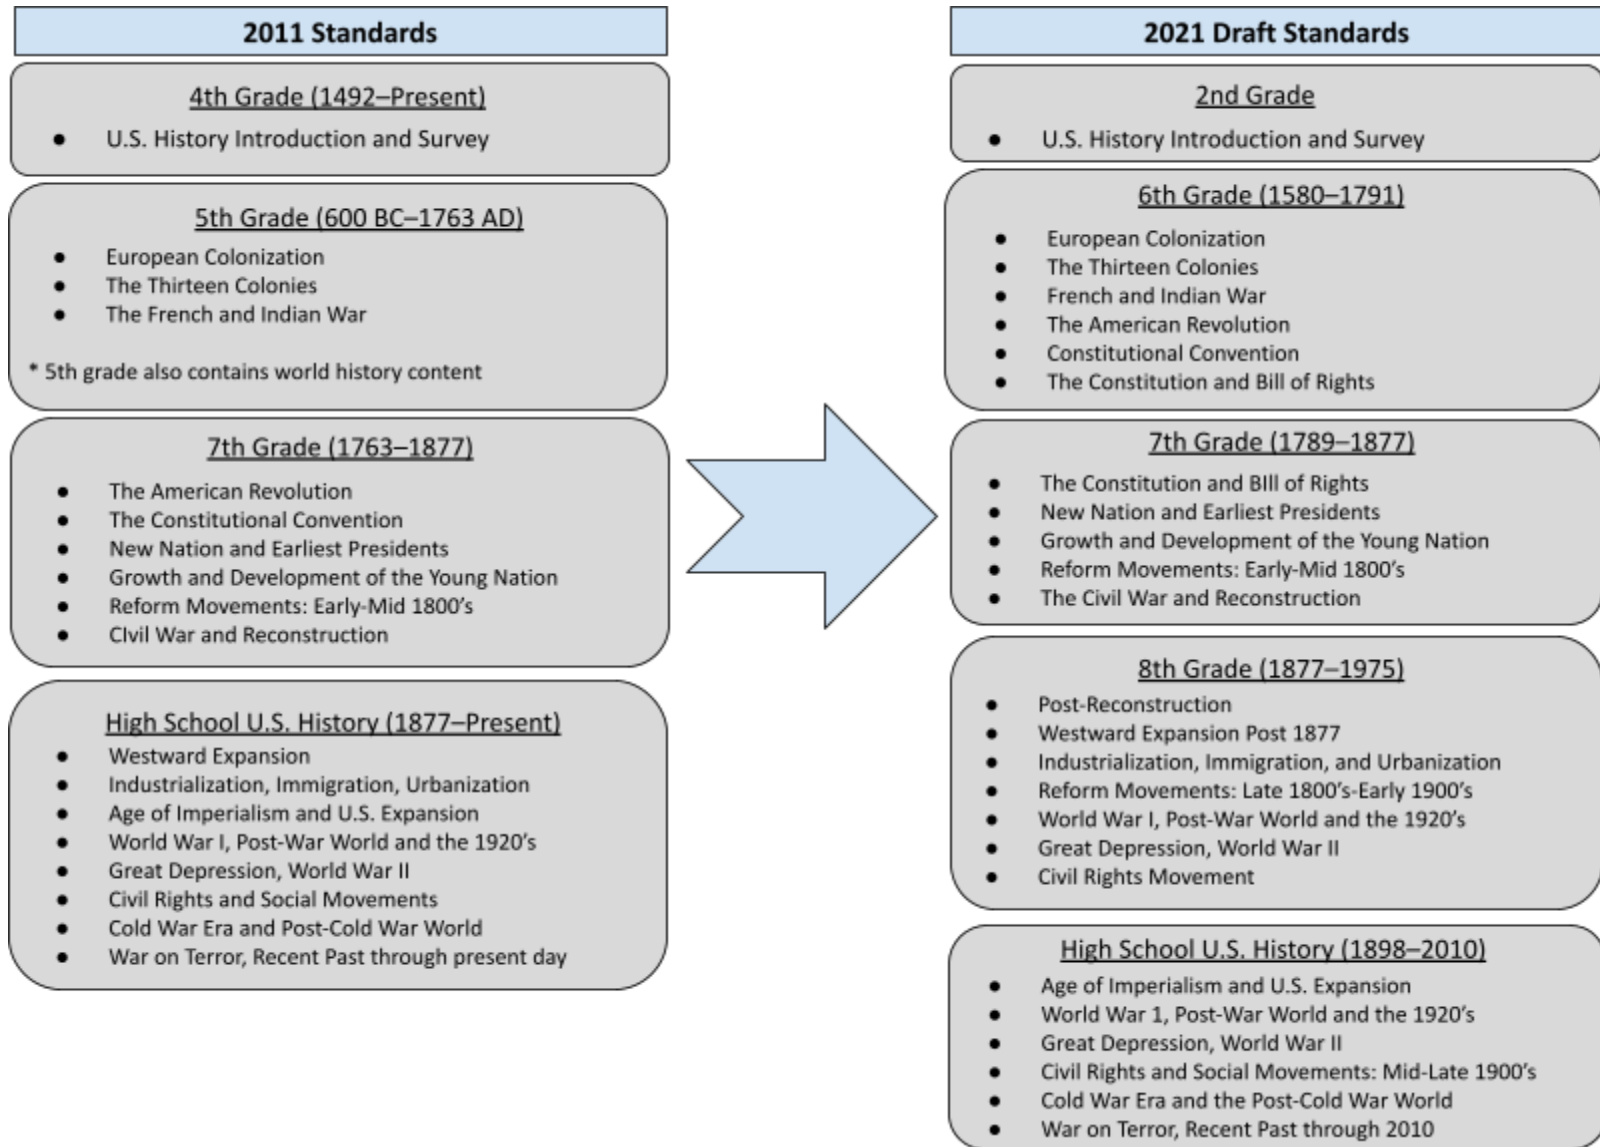 2011 Standards
4th Grade (1492–Present)
● U.S. History Introduction and Survey
5th Grade (600 BC–1763 AD)
● European Colonization
● The Thirteen Colonies
● The French and Indian War
* 5th grade also contains world history content
7th Grade (1763–1877)
● The American Revolution
● The Constitutional Convention
● New Nation and Earliest Presidents
● Growth and Development of the Young Nation
● Reform Movements: Early-Mid 1800's
● CIvil War and Reconstruction
High School U.S. History (1877–Present)
● Westward Expansion
● Industrialization, Immigration, Urbanization
● Age of Imperialism and U.S. Expansion
● World War I, Post-War World and the 1920's
● Great Depression, World War II
● Civil Rights and Social Movements
● Cold War Era and Post-Cold War World
● War on Terror, Recent Past through present day
2021 Draft Standards
2nd Grade
● U.S. History Introduction and Survey
6th Grade (1580–1791)
● European Colonization
● The Thirteen Colonies
● French and Indian War
● The American Revolution
● Constitutional Convention
● The Constitution and Bill of Rights
7th Grade (1789–1877)
● The Constitution and BIll of Rights
● New Nation and Earliest Presidents
● Growth and Development of the Young Nation
● Reform Movements: Early-Mid 1800's
● The Civil War and Reconstruction
8th Grade (1877–1975)
● Post-Reconstruction
● Westward Expansion Post 1877
● Industrialization, Immigration, and Urbanization
● Reform Movements: Late 1800's-Early 1900's
● World War I, Post-War World and the 1920's
● Great Depression, World War II
● Civil Rights Movement
High School U.S. History (1898–2010)
● Age of Imperialism and U.S. Expansion
● World War 1, Post-War World and the 1920's
● Great Depression, World War II
● Civil Rights and Social Movements: Mid-Late 1900's
● Cold War Era and the Post-Cold War World
● War on Terror, Recent Past through 2010